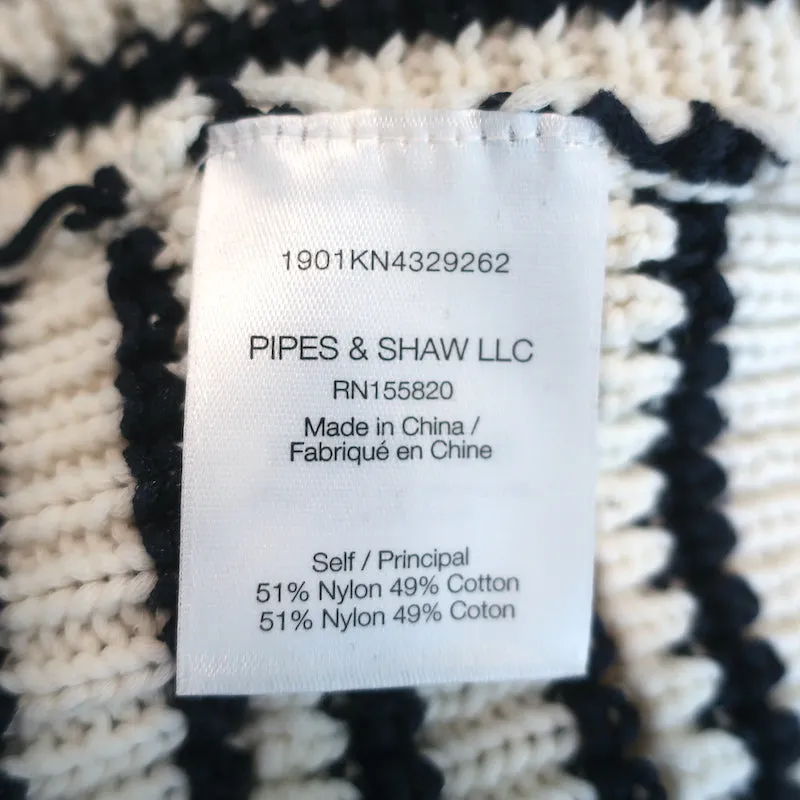 1901KN4329262
PIPES & SHAW LLC
RN155820
Made in China /
Fabriqué en Chine
Self / Principal
51% Nylon 49% Cotton
51% Nylon 49% Coton